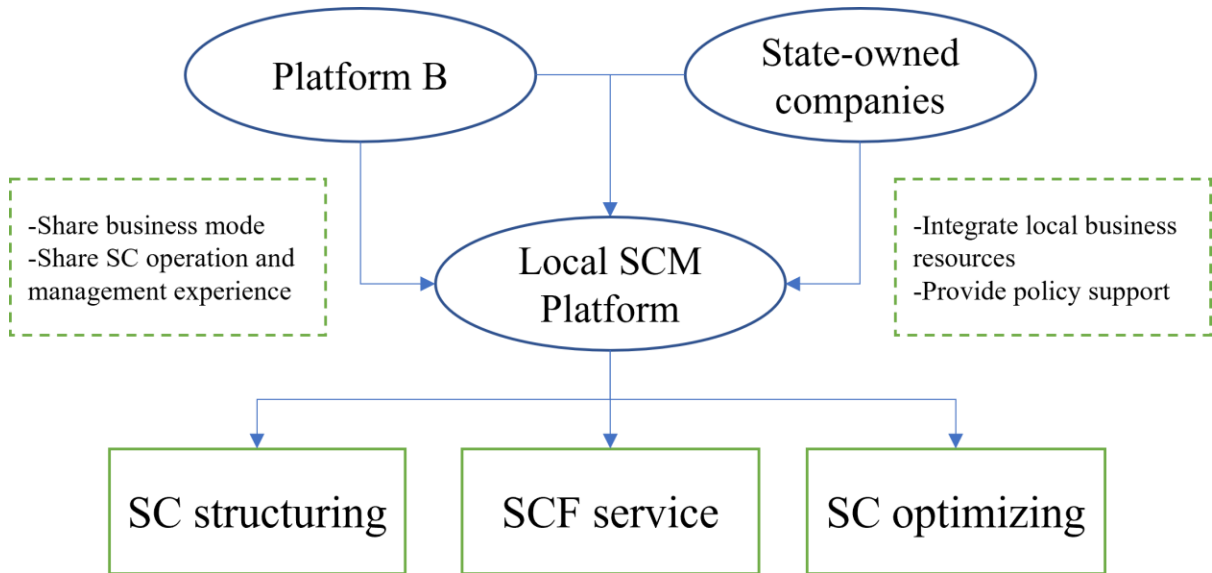 Platform B
State-owned
companies
-Share business mode
-Share SC operation and
management experience
-Integrate local business
resources
-Provide policy support
Local SCM
Platform
SC structuring
SCF service
SC optimizing